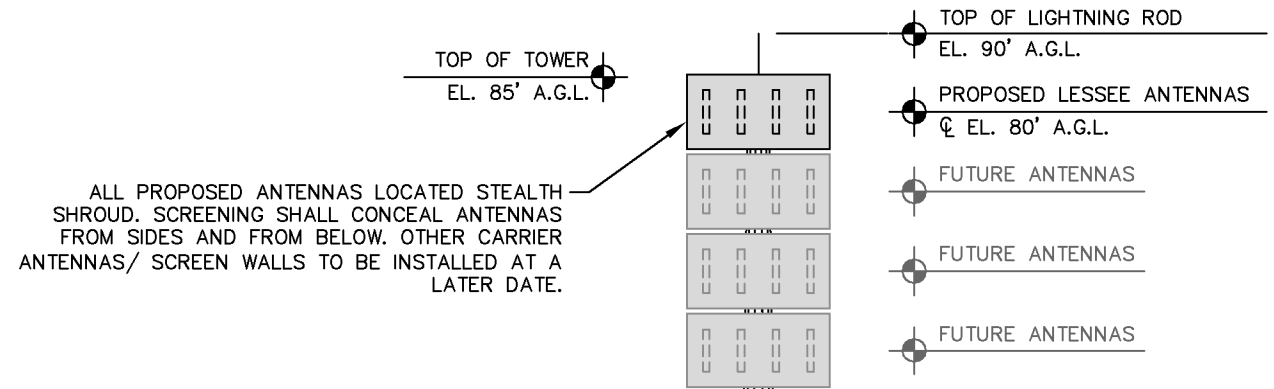 TOP OF LIGHTNING ROD
EL. 90' A.G.L.
TOP OF TOWER
EL. 85' A.G.L.
PROPOSED LESSEE ANTENNAS
℄ EL. 80' A.G.L.
ALL PROPOSED ANTENNAS LOCATED STEALTH
SHROUD. SCREENING SHALL CONCEAL ANTENNAS
FROM SIDES AND FROM BELOW. OTHER CARRIER
ANTENNAS/ SCREEN WALLS TO BE INSTALLED AT A
LATER DATE.
FUTURE ANTENNAS
FUTURE ANTENNAS
FUTURE ANTENNAS